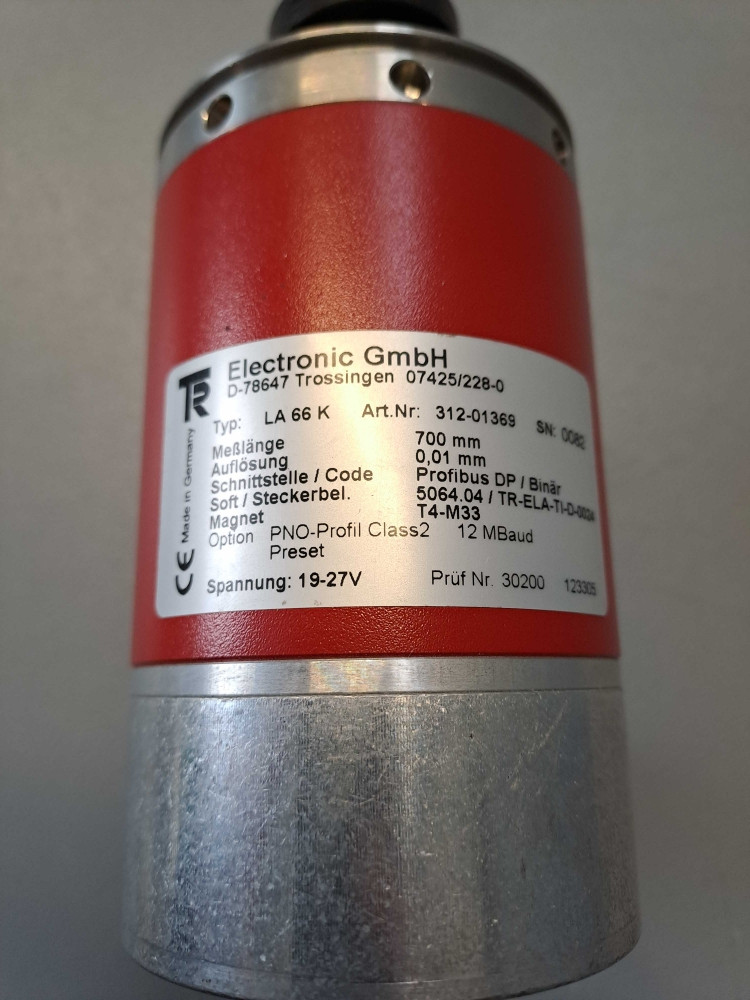 TR Electronic GmbH
D-78647 Trossingen 07425/228-0
Typ: LA 66 K Art.Nr: 312-01369 SN: 0082
Meßlänge 700 mm
Auflösung 0,01 mm
Schnittstelle / Code Profibus DP / Binär
Soft / Steckerbel. 5064.04 / TR-ELA-TI-D-0024
Magnet T4-M33
Option PNO-Profil Class2 12 MBaud
Preset
Spannung: 19-27V Prüf Nr. 30200 123305
CE Made in Germany